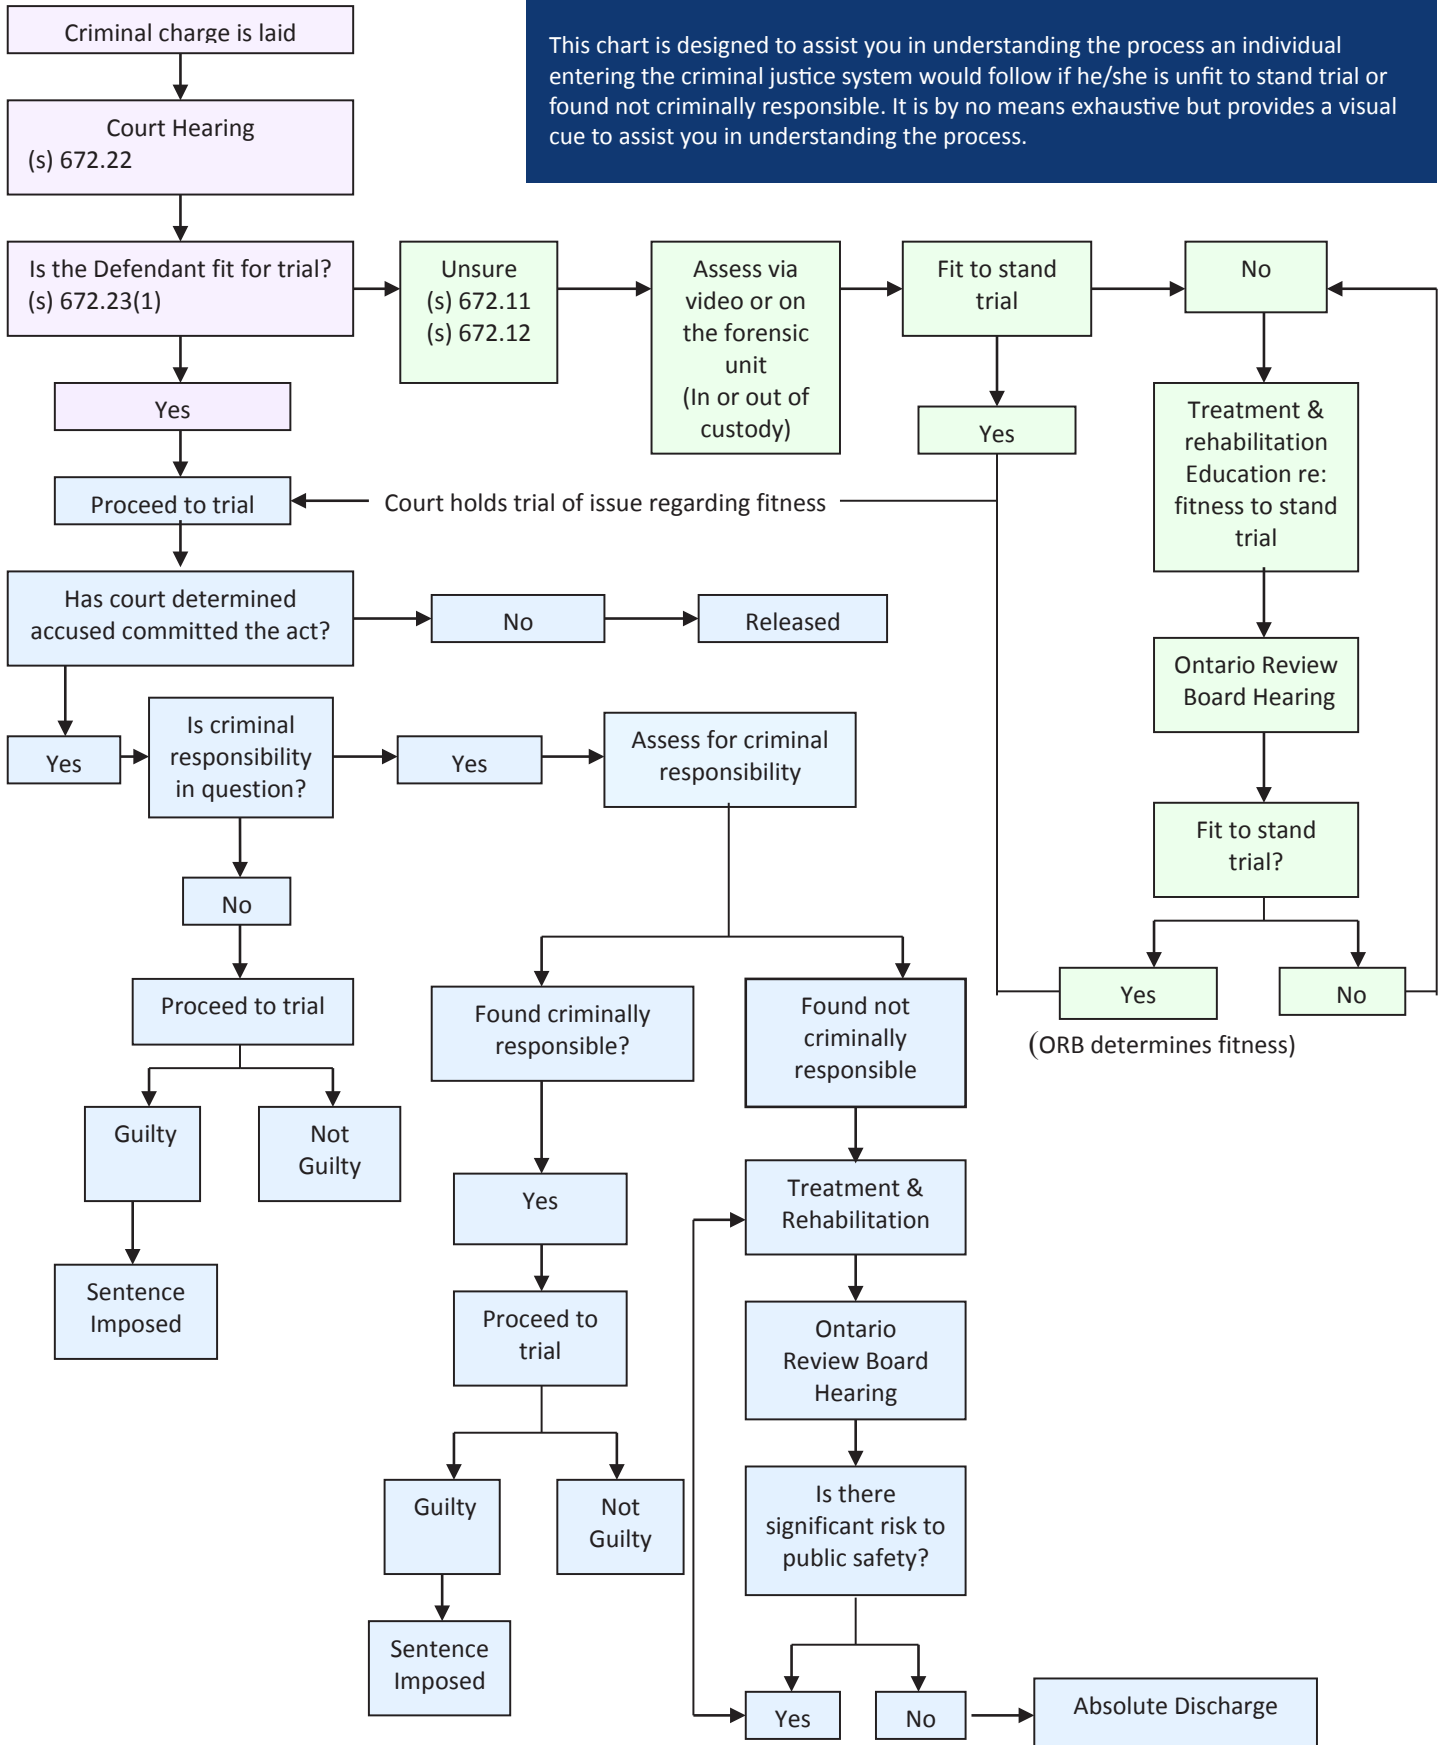 Criminal charge is laid
This chart is designed to assist you in understanding the process an individual
entering the criminal justice system would follow if he/she is unfit to stand trial or
found not criminally responsible. It is by no means exhaustive but provides a visual
cue to assist you in understanding the process.
Court Hearing
(s) 672.22
Is the Defendant fit for trial?
(s) 672.23(1)
Unsure
(s) 672.11
(s) 672.12
Assess via
video or on
the forensic
unit
(In or out of
custody)
Fit to stand
trial
No
Yes
Yes
Treatment &
rehabilitation
Education re:
fitness to stand
trial
Proceed to trial
Court holds trial of issue regarding fitness
Has court determined
accused committed the act?
No
Released
Ontario Review
Board Hearing
Yes
Is criminal
responsibility
in question?
Yes
Assess for criminal
responsibility
Fit to stand
trial?
No
Yes
No
(ORB determines fitness)
Proceed to trial
Found criminally
responsible?
Found not
criminally
responsible
Guilty
Not
Guilty
Yes
Treatment &
Rehabilitation
Sentence
Imposed
Proceed to
trial
Ontario
Review Board
Hearing
Guilty
Not
Guilty
Is there
significant risk to
public safety?
Sentence
Imposed
Yes
No
Absolute Discharge